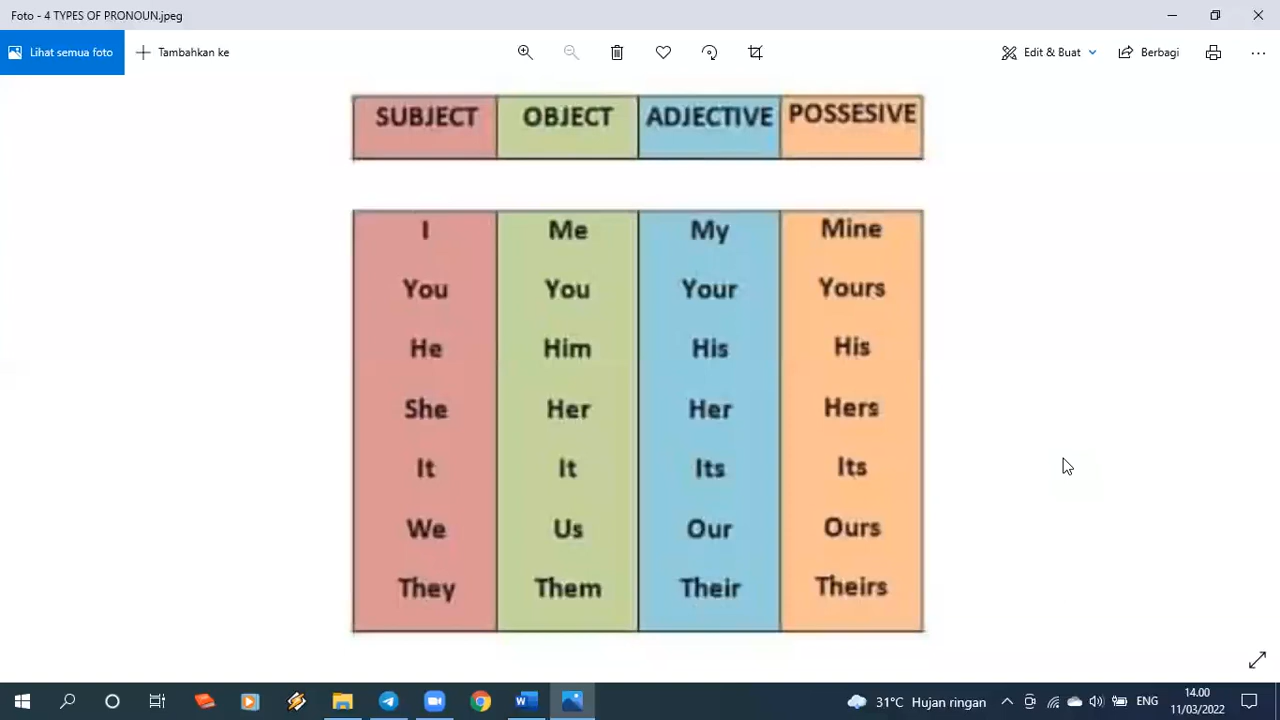 Foto - 4 TYPES OF PRONOUN.jpeg
Lihat semua foto Tambahkan ke Edit & Buat Berbagi
SUBJECT OBJECT ADJECTIVE POSSESIVE
I Me My Mine
You You Your Yours
He Him His His
She Her Her Hers
It It Its Its
We Us Our Ours
They Them Their Theirs
31°C Hujan ringan ENG 14.00
11/03/2022